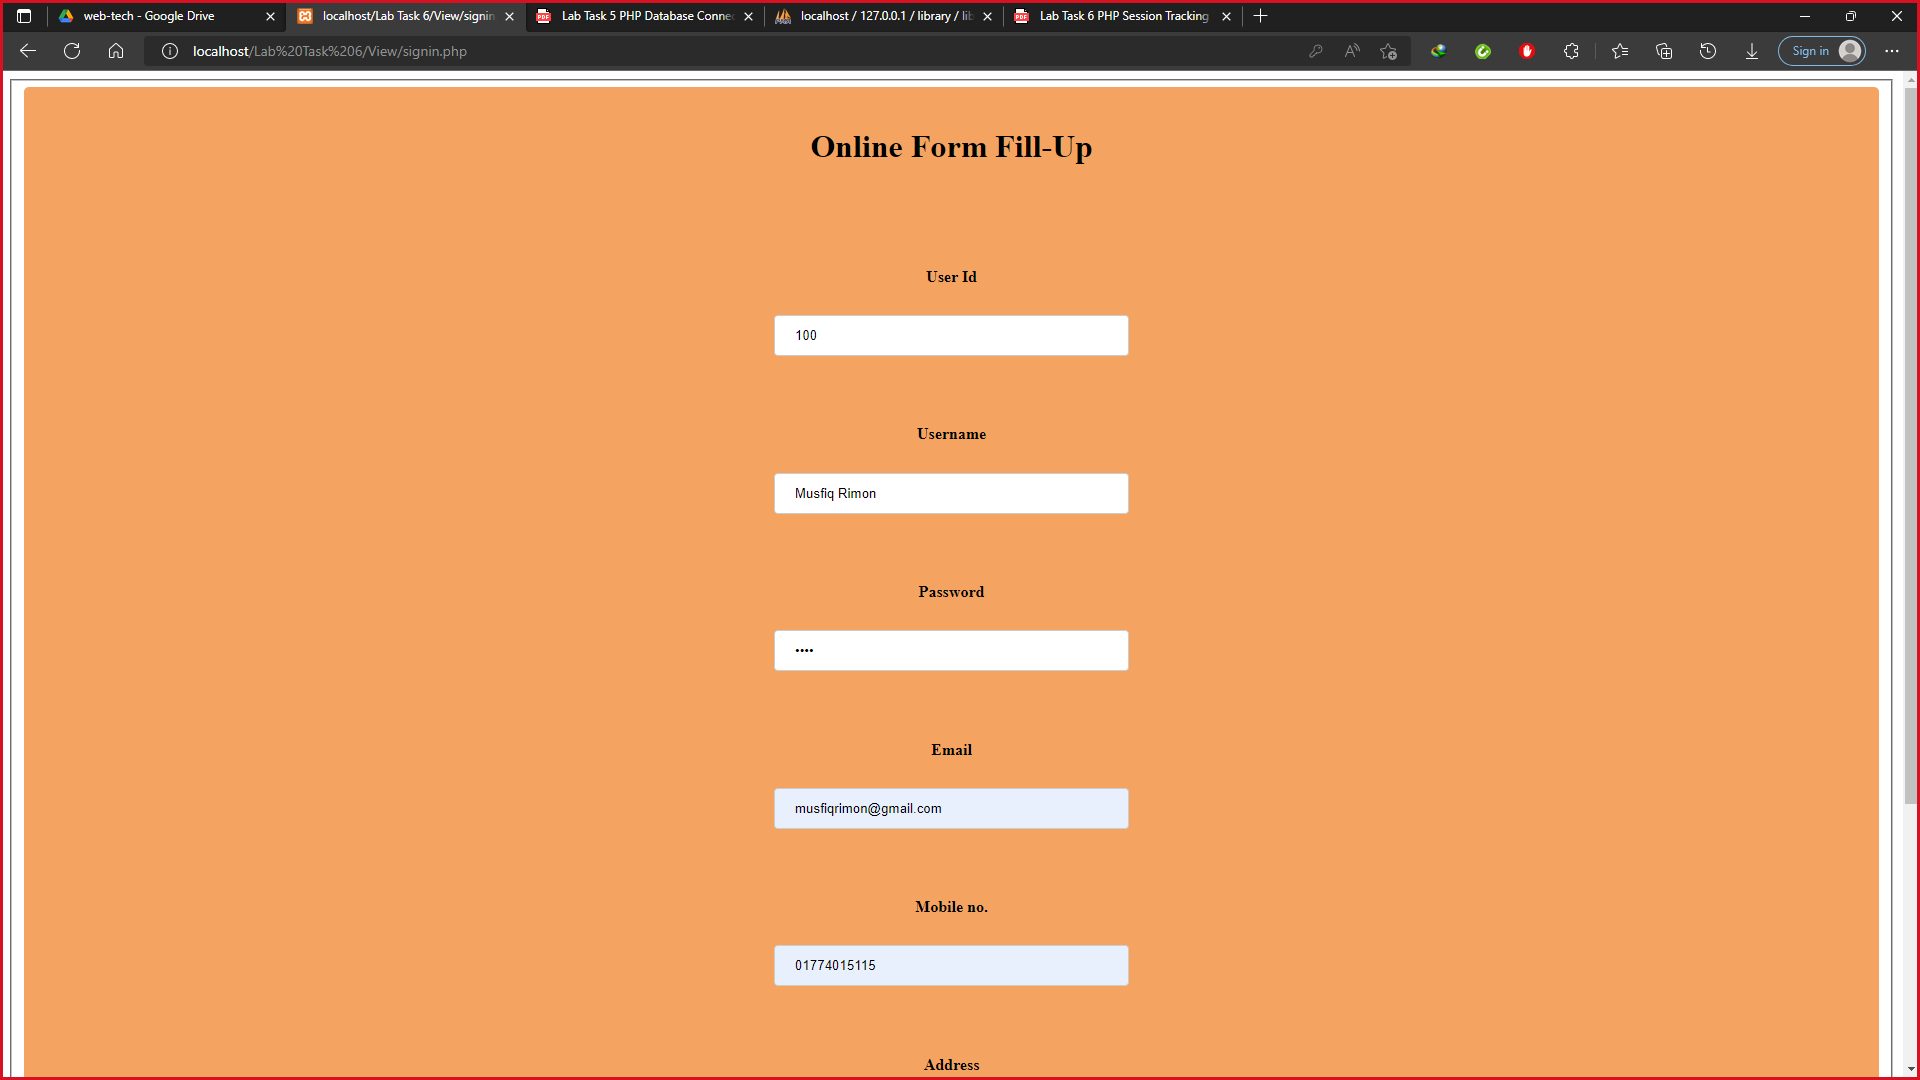 web-tech - Google Drive
localhost/Lab Task 6/View/signin
Lab Task 5 PHP Database Connec
localhost / 127.0.0.1 / library / lib
Lab Task 6 PHP Session Tracking
localhost/Lab%20Task%206/View/signin.php
Sign in
Online Form Fill-Up
User Id
100
Username
Musfiq Rimon
Password
••••
Email
musfiqrimon@gmail.com
Mobile no.
01774015115
Address